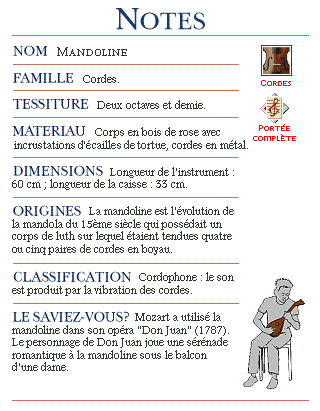 NOTES
NOM MANDOLINE
CORDES
FAMILLE Cordes.
TESSITURE Deux octaves et demie.
PORTÉE
COMPLÈTE
MATERIAU Corps en bois de rose avec
incrustations d'écailles de tortue, cordes en métal.
DIMENSIONS Longueur de l'instrument :
60 cm ; longueur de la caisse : 33 cm.
ORIGINES La mandoline est l'évolution de
la mandola du 15ème siècle qui possédait un
corps de luth sur lequel étaient tendues quatre
ou cinq paires de cordes en boyau.
CLASSIFICATION Cordophone : le son
est produit par la vibration des cordes.
LE SAVIEZ-VOUS? Mozart a utilisé la
mandoline dans son opéra "Don Juan" (1787).
Le personnage de Don Juan joue une sérénade
romantique à la mandoline sous le balcon
d'une dame.